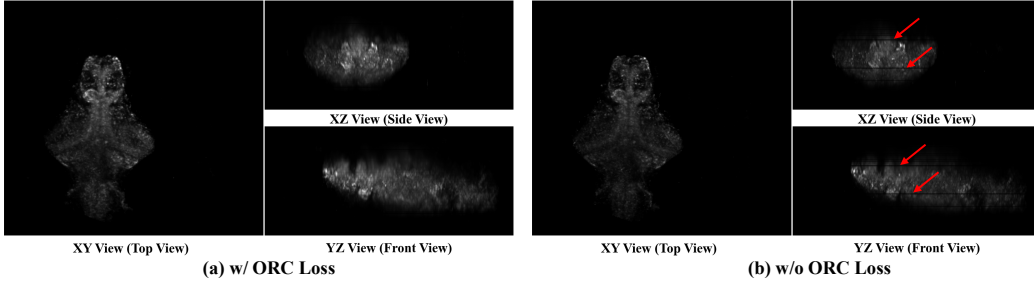 XZ View (Side View)
XY View (Top View)
YZ View (Front View)
(a) w/ ORC Loss
XZ View (Side View)
XY View (Top View)
YZ View (Front View)
(b) w/o ORC Loss